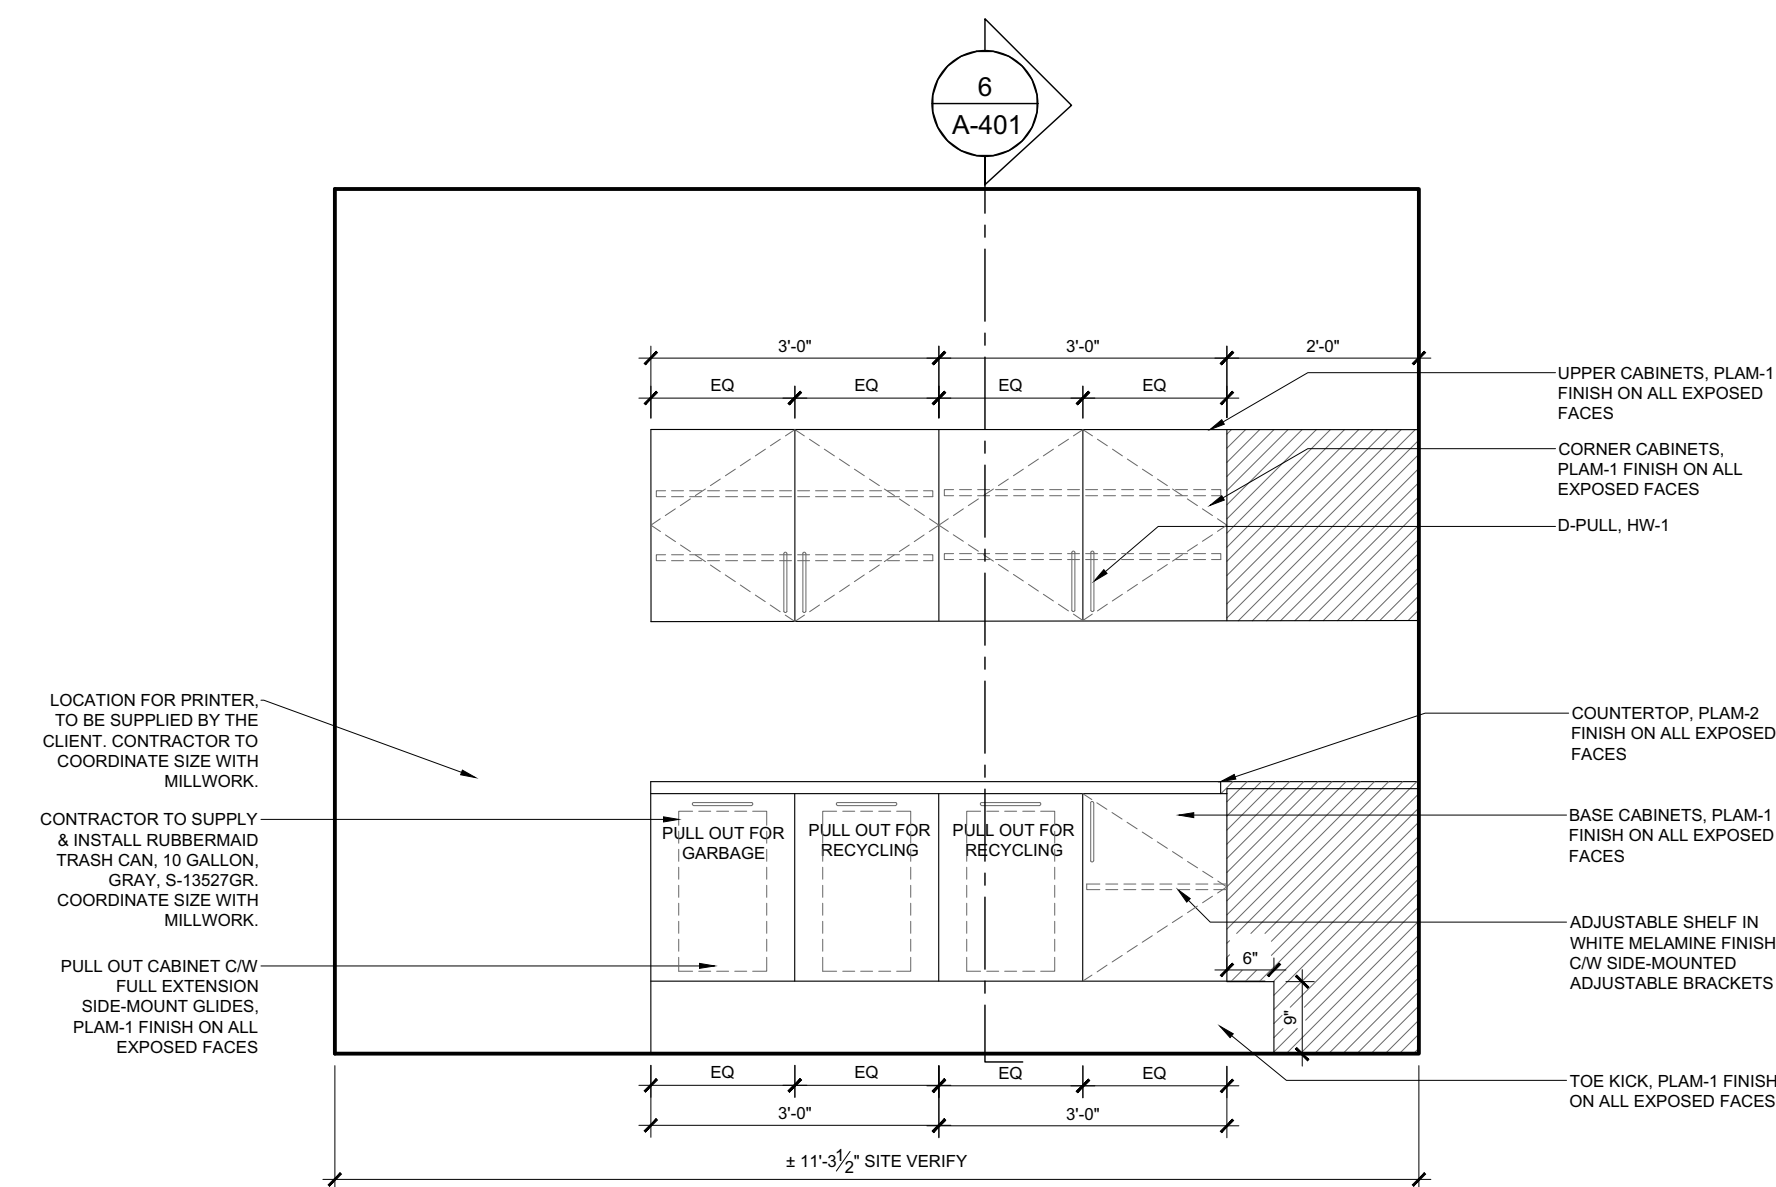 6
A-401
3'-0"
3'-0"
2'-0"
EQ
EQ
EQ
EQ
UPPER CABINETS, PLAM-1
FINISH ON ALL EXPOSED
FACES
CORNER CABINETS,
PLAM-1 FINISH ON ALL
EXPOSED FACES
D-PULL, HW-1
LOCATION FOR PRINTER,
TO BE SUPPLIED BY THE
CLIENT. CONTRACTOR TO
COORDINATE SIZE WITH
MILLWORK.
CONTRACTOR TO SUPPLY
& INSTALL RUBBERMAID
TRASH CAN, 10 GALLON,
GRAY, S-13527GR.
COORDINATE SIZE WITH
MILLWORK.
PULL OUT CABINET C/W
FULL EXTENSION
SIDE-MOUNT GLIDES,
PLAM-1 FINISH ON ALL
EXPOSED FACES
PULL OUT FOR
GARBAGE
PULL OUT FOR
RECYCLING
PULL OUT FOR
RECYCLING
COUNTERTOP, PLAM-2
FINISH ON ALL EXPOSED
FACES
BASE CABINETS, PLAM-1
FINISH ON ALL EXPOSED
FACES
ADJUSTABLE SHELF IN
WHITE MELAMINE FINISH
C/W SIDE-MOUNTED
ADJUSTABLE BRACKETS
6"
9"
TOE KICK, PLAM-1 FINISH
ON ALL EXPOSED FACES
EQ
EQ
EQ
EQ
3'-0"
3'-0"
± 11'-3 1/2" SITE VERIFY